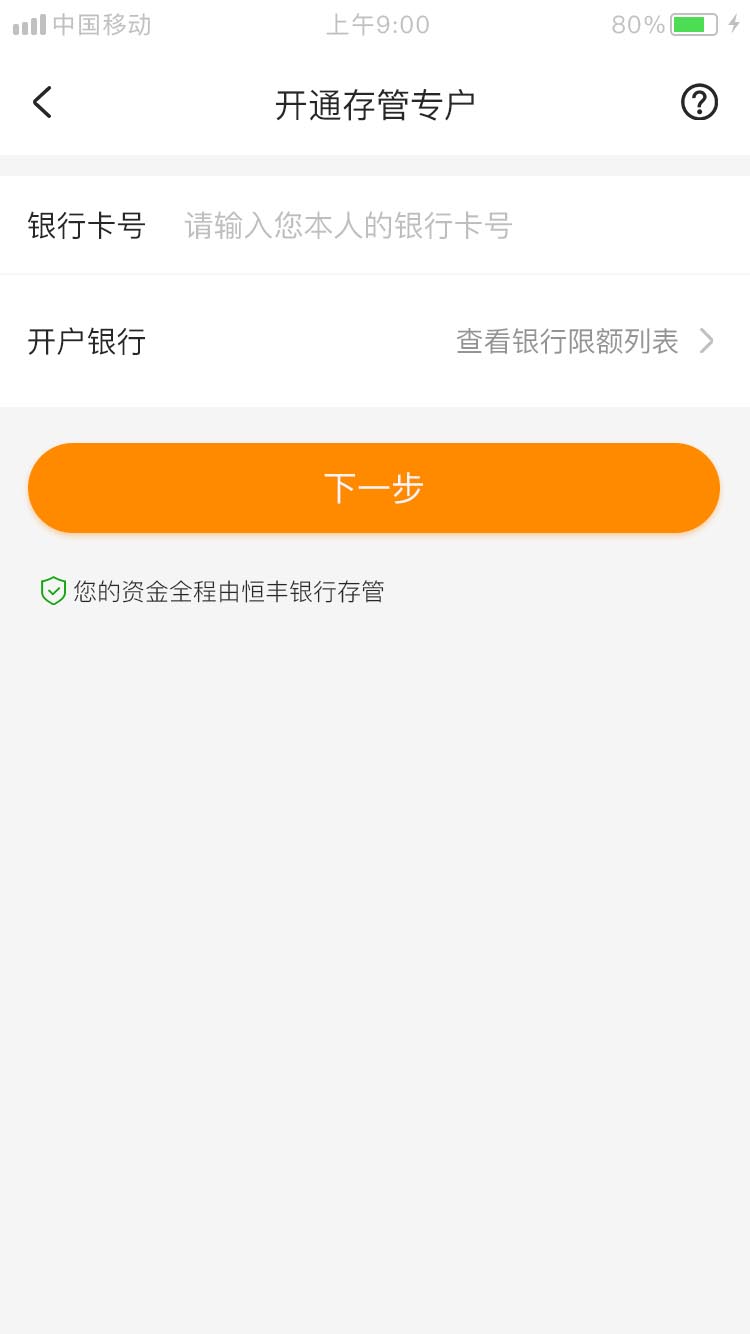 中国移动 上午9:00 80%
开通存管专户
银行卡号 请输入您本人的银行卡号
开户银行 查看银行限额列表
下一步
您的资金全程由恒丰银行存管